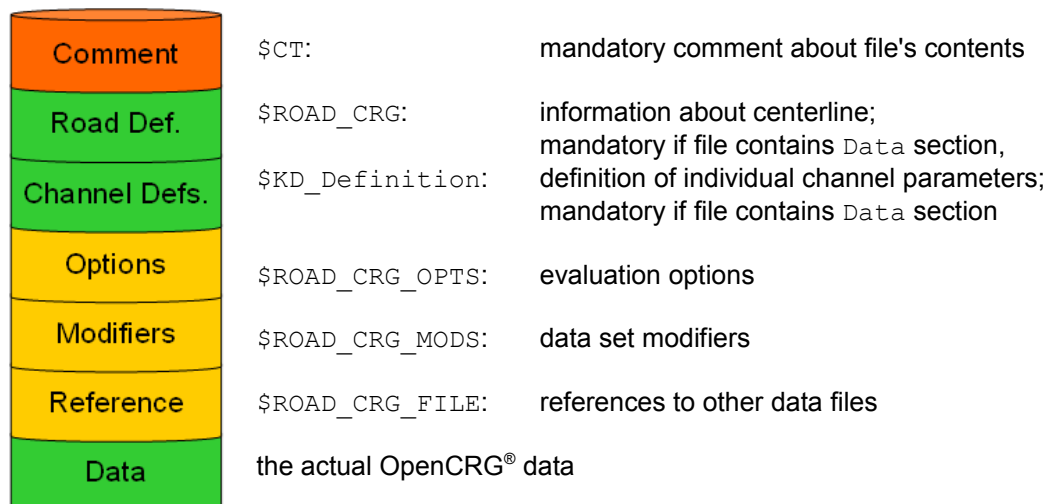 Comment $CT: mandatory comment about file's contents
Road Def. $ROAD_CRG: information about centerline;
mandatory if file contains Data section,
Channel Defs. $KD_Definition: definition of individual channel parameters;
mandatory if file contains Data section
Options $ROAD_CRG_OPTS: evaluation options
Modifiers $ROAD_CRG_MODS: data set modifiers
Reference $ROAD_CRG_FILE: references to other data files
Data the actual OpenCRG® data